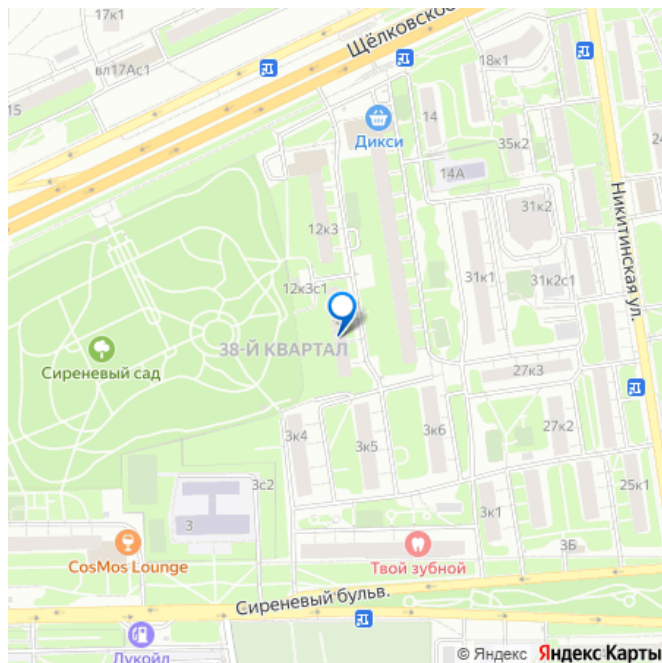 17к1
Щёлковское
вл17Ас1
18к1
15
14
Дикси
35к2
24
14А
Никитинская ул.
31к2
12к3
31к1
31к2с1
12к3с1
38-Й КВАРТАЛ
Сиреневый сад
27к3
3к4
3к5
3к6
27к2
3с2
25к1
3
3к1
3Б
CosMos Lounge
Твой зубной
Сиреневый бульв.
Лукойл
© Яндекс Яндекс Карты